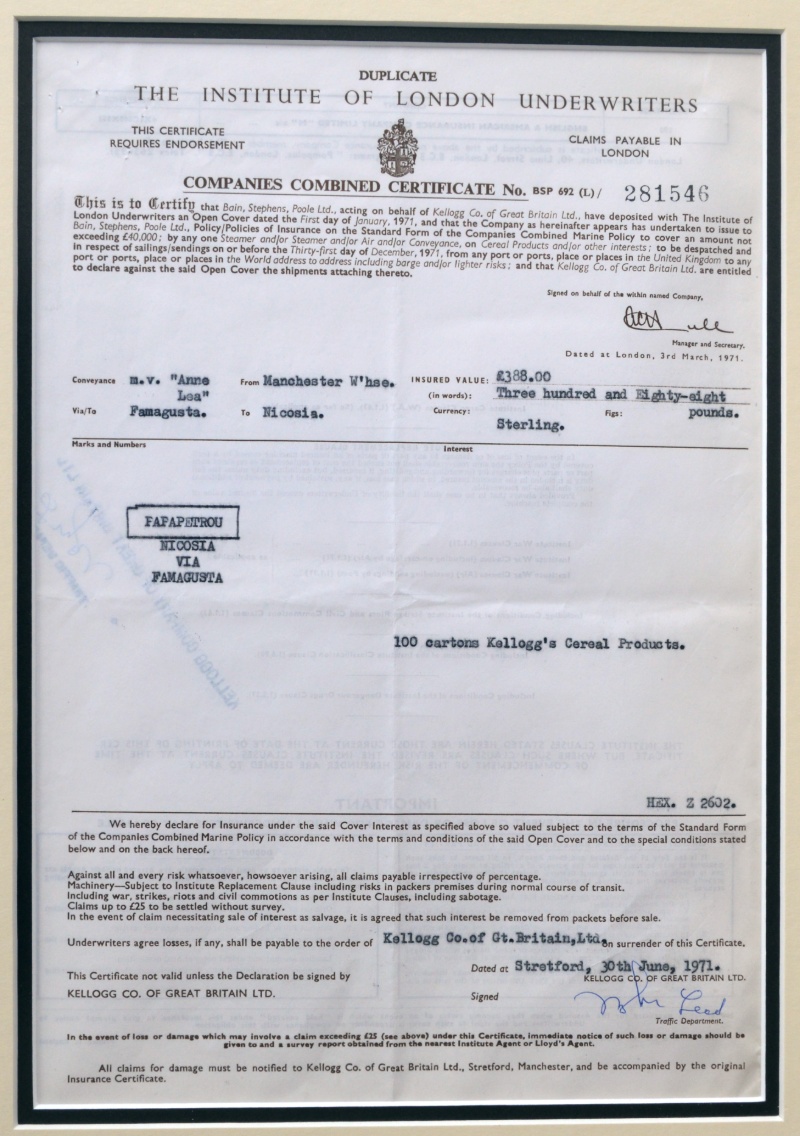 DUPLICATE
THE INSTITUTE OF LONDON UNDERWRITERS
THIS CERTIFICATE
REQUIRES ENDORSEMENT
CLAIMS PAYABLE IN
LONDON
COMPANIES COMBINED CERTIFICATE No. BSP 692 (L) / 281546
This is to Certify that Bain, Stephens, Poole Ltd., acting on behalf of Kellogg Co. of Great Britain Ltd., have deposited with The Institute of
London Underwriters an Open Cover dated the First day of January, 1971, and that the Company as hereinafter appears has undertaken to issue to
Bain, Stephens, Poole Ltd., Policy/Policies of Insurance on the Standard Form of the Companies Combined Marine Policy to cover an amount not
exceeding £40,000; by any one Steamer and/or Steamer and/or Air and/or Conveyance, on Cereal Products and/or other interests; to be despatched and
in respect of sailings/sendings on or before the Thirty-first day of December, 1971, from any port or ports, place or places in the United Kingdom to any
port or ports, place or places in the World address to address including barge and/or lighter risks; and that Kellogg Co. of Great Britain Ltd. are entitled
to declare against the said Open Cover the shipments attaching thereto.
Signed on behalf of the within named Company,
Manager and Secretary.
Dated at London, 3rd March, 1971.
Conveyance m.v. "Anne Lea" From Manchester W'hse. INSURED VALUE: £388.00
(in words): Three hundred and Eighty-eight
Via/To Famagusta. To Nicosia. Currency: Sterling. Figs: pounds.
Marks and Numbers
Interest
PAPAPETROU
NICOSIA
VIA
FAMAGUSTA
100 cartons Kellogg's Cereal Products.
HEX. Z 2602.
We hereby declare for Insurance under the said Cover Interest as specified above so valued subject to the terms of the Standard Form
of the Companies Combined Marine Policy in accordance with the terms and conditions of the said Open Cover and to the special conditions stated
below and on the back hereof.
Against all and every risk whatsoever, howsoever arising, all claims payable irrespective of percentage.
Machinery—Subject to Institute Replacement Clause including risks in packers premises during normal course of transit.
Including war, strikes, riots and civil commotions as per Institute Clauses, including sabotage.
Claims up to £25 to be settled without survey.
In the event of claim necessitating sale of interest as salvage, it is agreed that such interest be removed from packets before sale.
Underwriters agree losses, if any, shall be payable to the order of Kellogg Co.of Gt.Britain,Ltd. on surrender of this Certificate.
Dated at Stretford, 30th June, 1971.
This Certificate not valid unless the Declaration be signed by
KELLOGG CO. OF GREAT BRITAIN LTD.
KELLOGG CO. OF GREAT BRITAIN LTD.
Signed
Traffic Department.
In the event of loss or damage which may involve a claim exceeding £25 (see above) under this Certificate, immediate notice of such loss or damage should be
given to and a survey report obtained from the nearest Institute Agent or Lloyd's Agent.
All claims for damage must be notified to Kellogg Co. of Great Britain Ltd., Stretford, Manchester, and be accompanied by the original
Insurance Certificate.